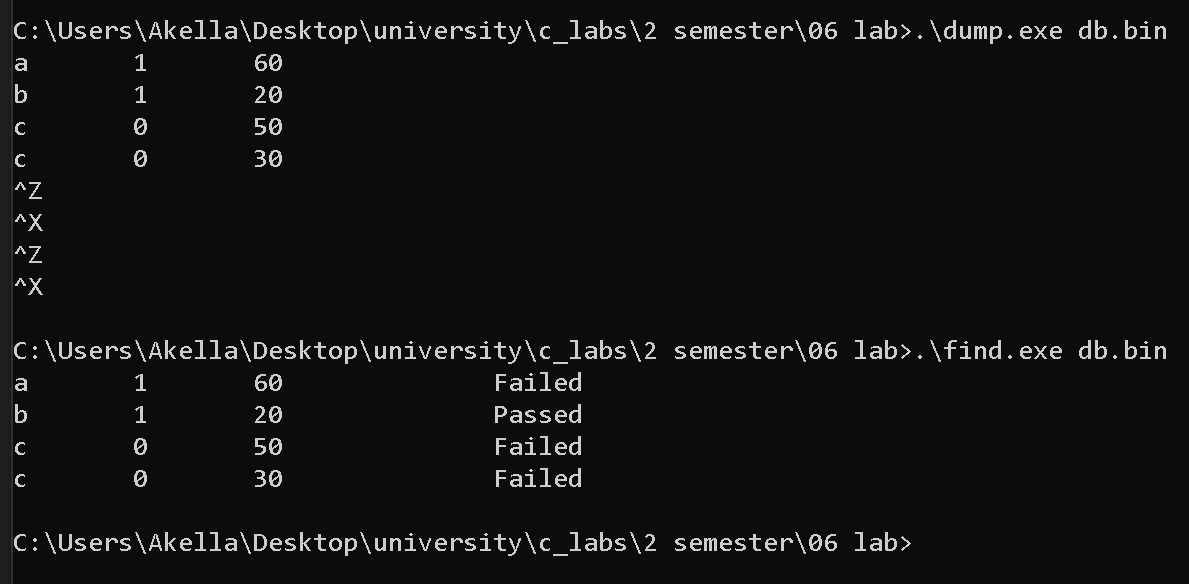 C:\Users\Akella\Desktop\university\c_labs\2 semester\06 lab>.\dump.exe db.bin
a 1 60
b 1 20
c 0 50
c 0 30
^Z
^X
^Z
^X
C:\Users\Akella\Desktop\university\c_labs\2 semester\06 lab>.\find.exe db.bin
a 1 60 Failed
b 1 20 Passed
c 0 50 Failed
c 0 30 Failed
C:\Users\Akella\Desktop\university\c_labs\2 semester\06 lab>